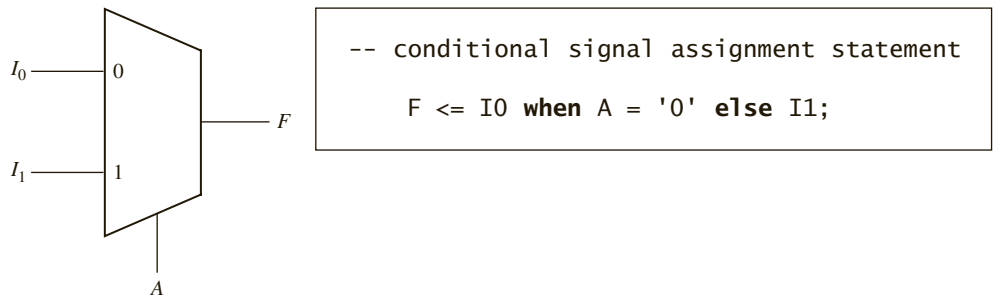 I₀
0
I₁
1
F
A
-- conditional signal assignment statement
F <= I0 when A = '0' else I1;